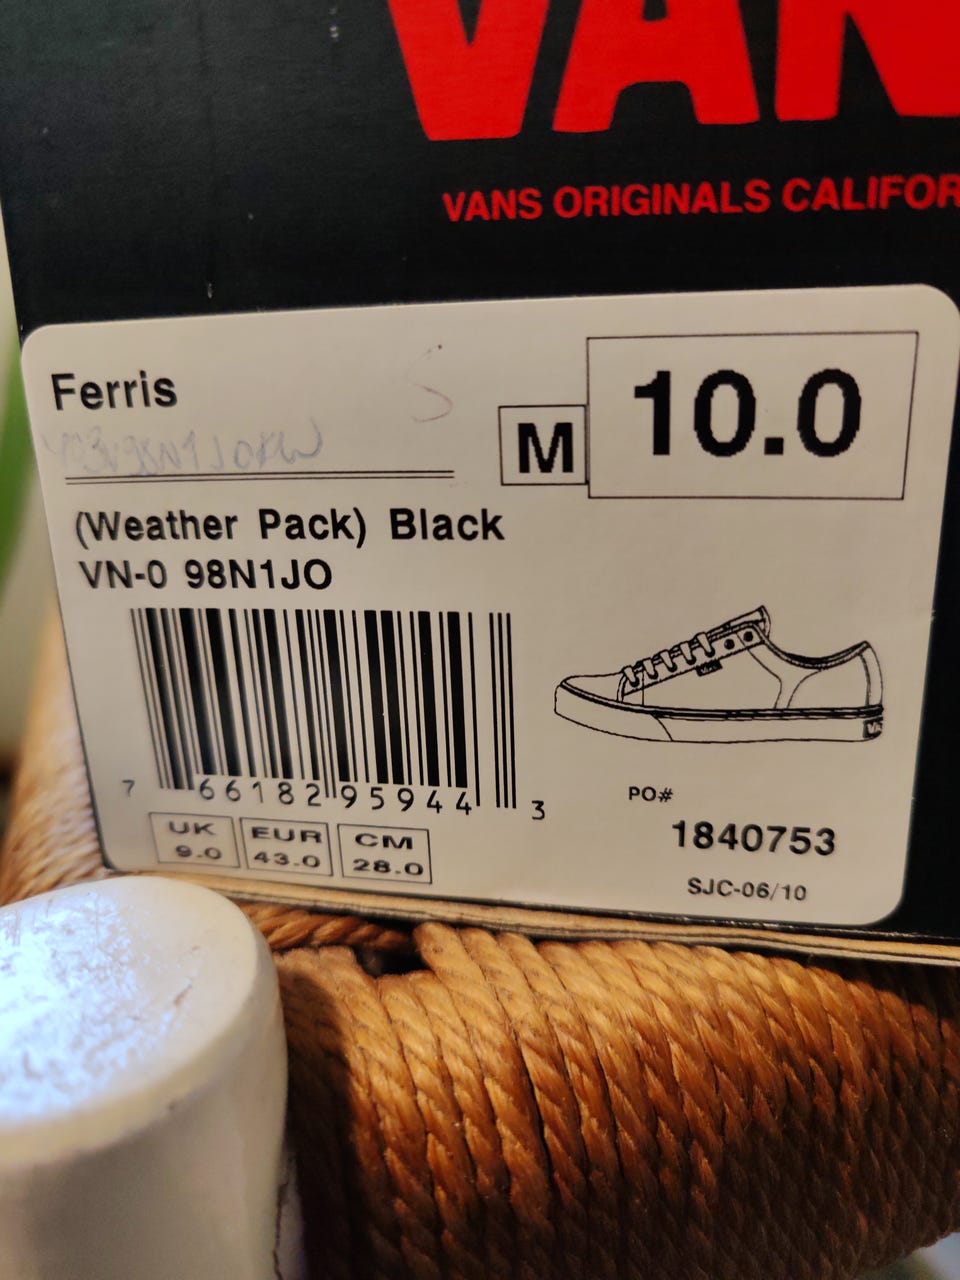 VAN
VANS ORIGINALS CALIFOR
Ferris
S
M
10.0
(Weather Pack) Black
VN-0 98N1JO
7 66182 95944 3
UK
9.0
EUR
43.0
CM
28.0
PO#
1840753
SJC-06/10